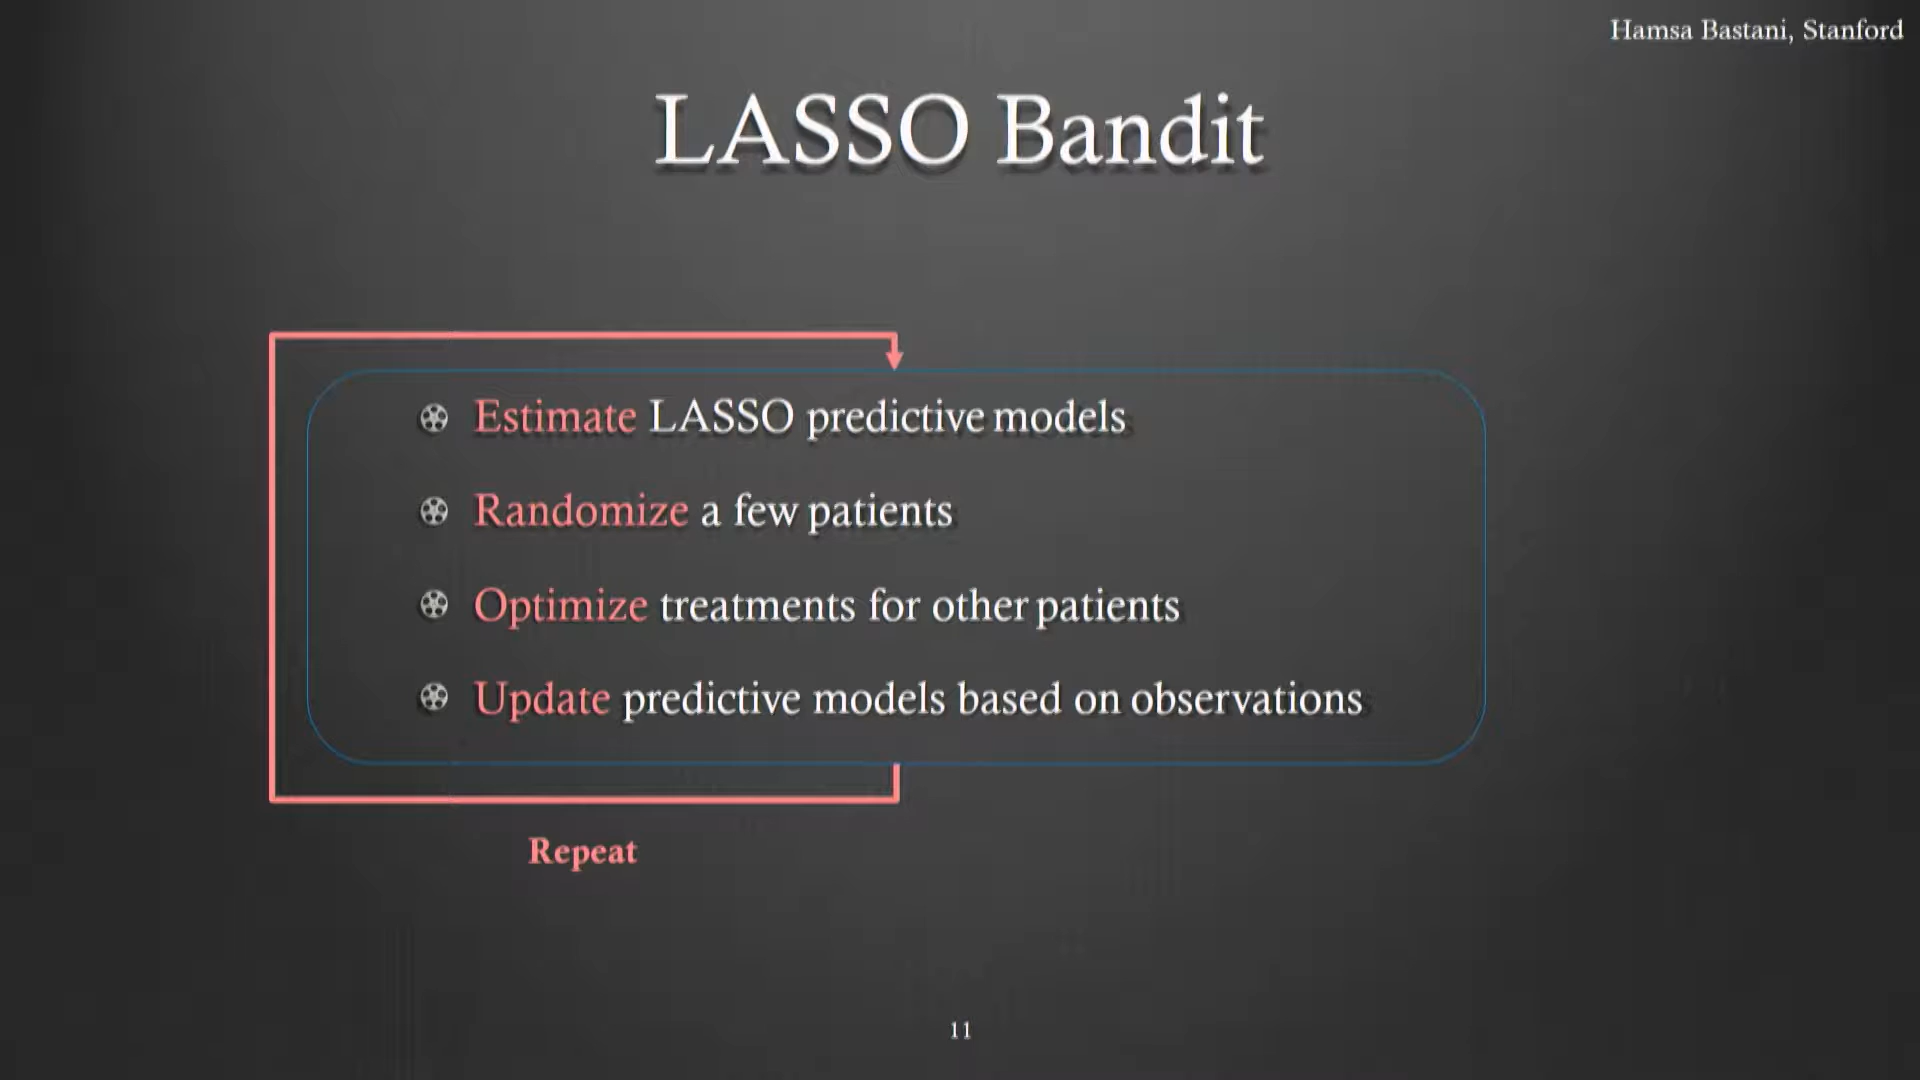 Hamsa Bastani, Stanford
LASSO Bandit
Estimate LASSO predictive models
Randomize a few patients
Optimize treatments for other patients
Update predictive models based on observations
Repeat
11